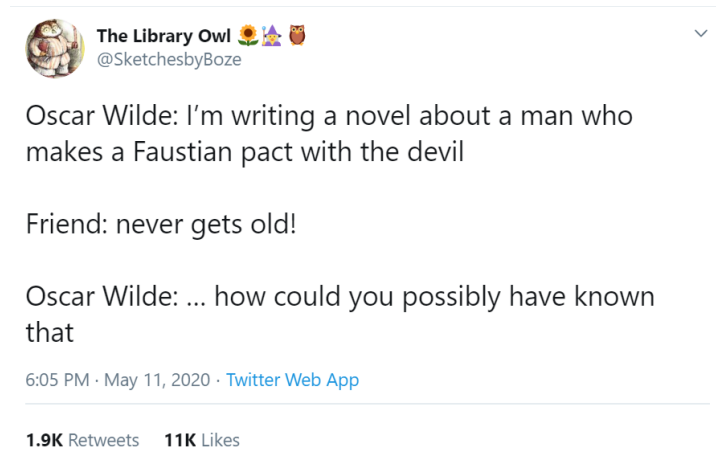 The Library Owl 🌻🧙‍♀️🦉
@SketchesbyBoze
Oscar Wilde: I’m writing a novel about a man who
makes a Faustian pact with the devil
Friend: never gets old!
Oscar Wilde: ... how could you possibly have known
that
6:05 PM · May 11, 2020 · Twitter Web App
1.9K Retweets 11K Likes